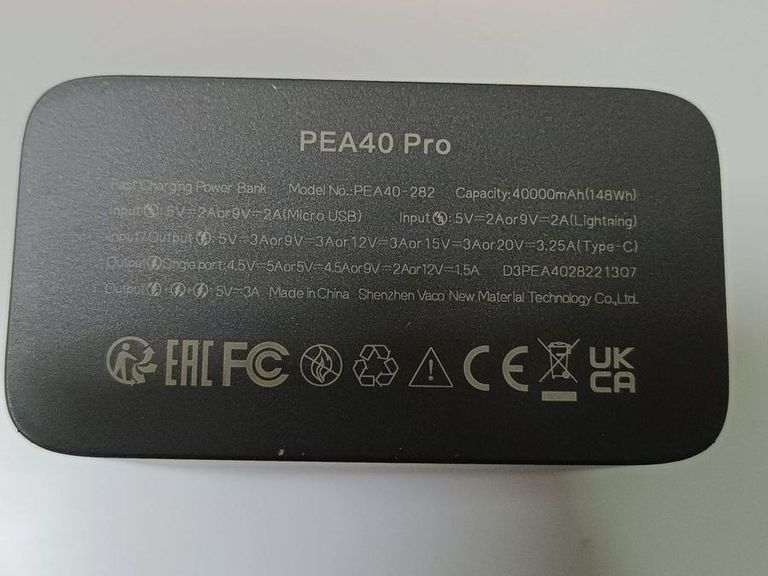 PEA40 Pro
Fast Charging Power Bank Model No.:PEA40-282 Capacity:40000mAh(148Wh)
Input: 5V⎓2Aor9V⎓2A(Micro USB) Input: 5V⎓2Aor9V⎓2A(Lightning)
Input/Output: 5V⎓3Aor9V⎓3Aor12V⎓3Aor15V⎓3Aor20V⎓3.25A(Type-C)
Output Single port: 4.5V⎓5Aor5V⎓4.5Aor9V⎓2Aor12V⎓1.5A D3PEA4028221307
Output + + : 5V⎓3A Made in China Shenzhen Vaco New Material Technology Co.,Ltd.
EAC FC CE UK
CA